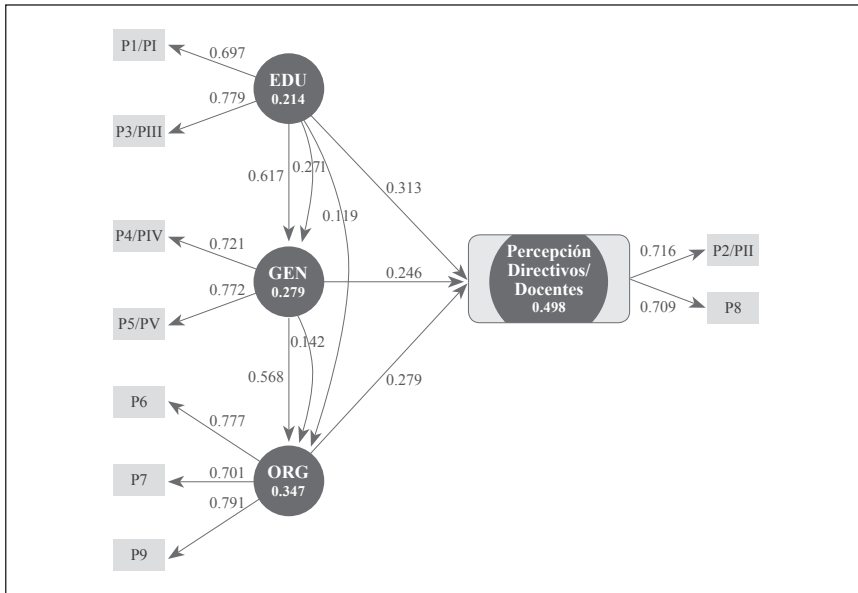 P1/PI
0.697
EDU
0.214
0.779
P3/PIII
0.617
0.271
0.313
0.119
P4/PIV
0.721
GEN
0.279
0.246
Percepción
Directivos/
Docentes
0.498
0.716
P2/PII
0.709
P8
0.772
P5/PV
0.142
0.568
0.279
P6
0.777
ORG
0.347
0.701
P7
0.791
P9